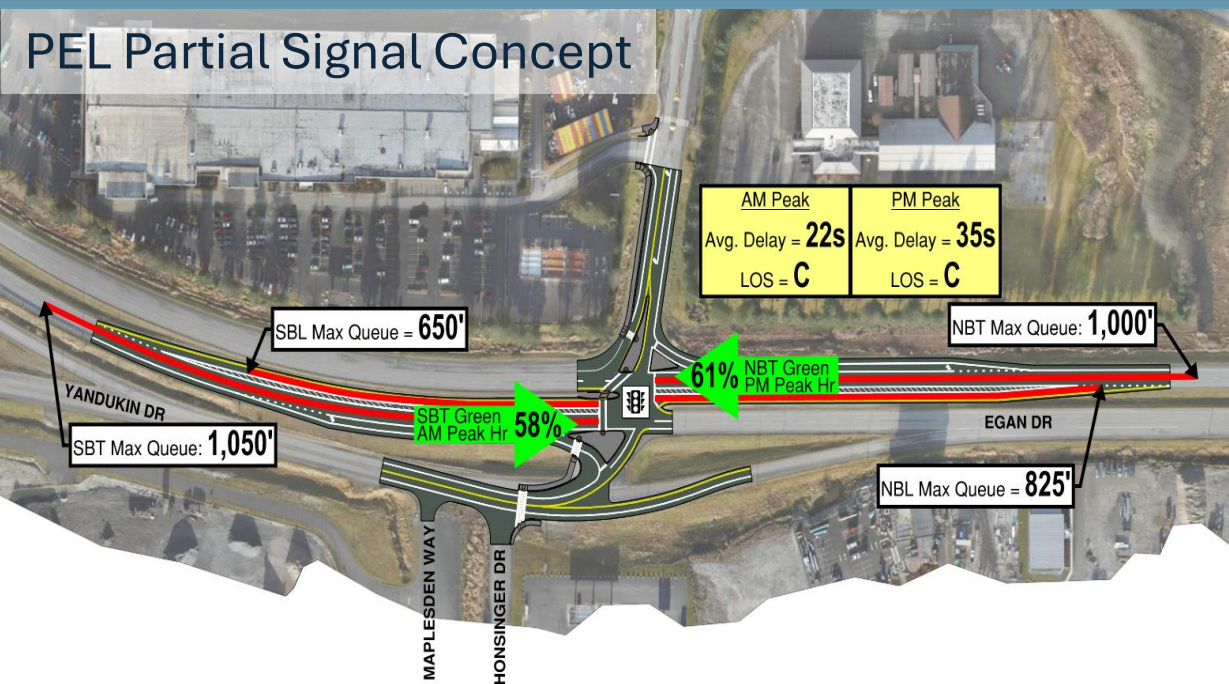 PEL Partial Signal Concept
AM Peak
Avg. Delay = 22s
LOS = C
PM Peak
Avg. Delay = 35s
LOS = C
SBL Max Queue = 650'
NBT Max Queue: 1,000'
61% NBT Green
PM Peak Hr
SBT Green
AM Peak Hr 58%
YANDUKIN DR
EGAN DR
SBT Max Queue: 1,050'
NBL Max Queue = 825'
MAPLESDEN WAY
HONSINGER DR